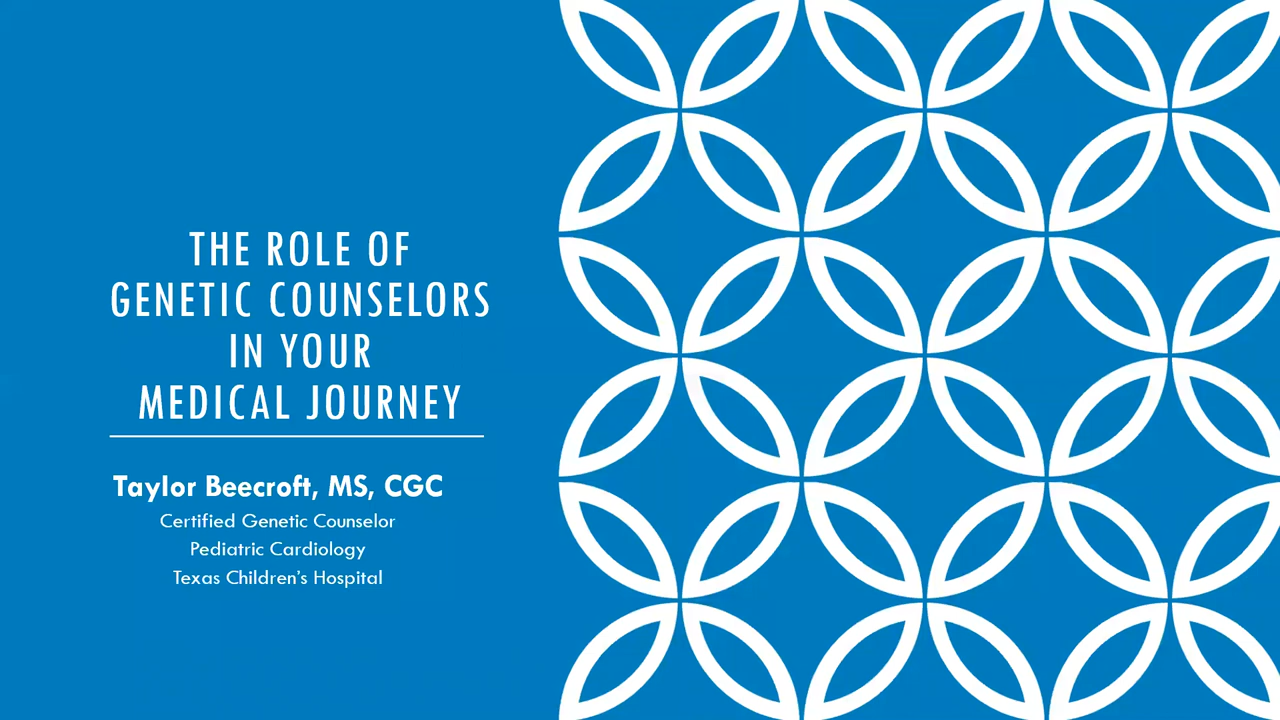 THE ROLE OF
GENETIC COUNSELORS
IN YOUR
MEDICAL JOURNEY
Taylor Beecroft, MS, CGC
Certified Genetic Counselor
Pediatric Cardiology
Texas Children's Hospital